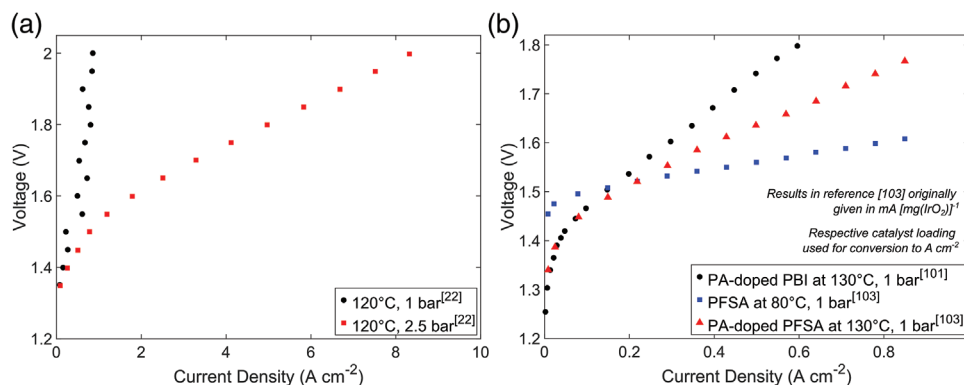 (a)
2
1.8
1.6
1.4
1.2
0
2
4
6
8
10
Voltage (V)
Current Density (A cm-2)
120°C, 1 bar[22]
120°C, 2.5 bar[22]
(b)
1.8
1.7
1.6
1.5
1.4
1.3
1.2
0
0.2
0.4
0.6
0.8
Voltage (V)
Current Density (A cm-2)
Results in reference [103] originally
given in mA [mg(IrO2)]-1
Respective catalyst loading
used for conversion to A cm-2
PA-doped PBI at 130°C, 1 bar[101]
PFSA at 80°C, 1 bar[103]
PA-doped PFSA at 130°C, 1 bar[103]